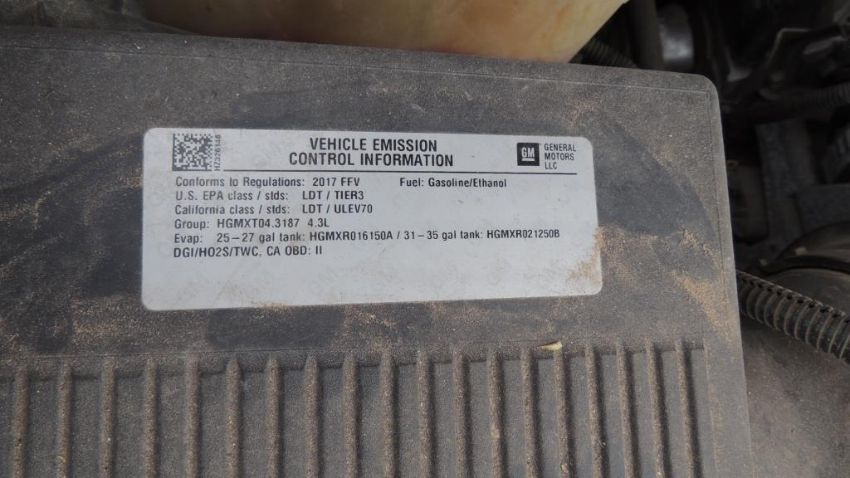 VEHICLE EMISSION
CONTROL INFORMATION
GM
GENERAL
MOTORS
LLC
Conforms to Regulations: 2017 FFV Fuel: Gasoline/Ethanol
U.S. EPA class / stds: LDT / TIER3
California class / stds: LDT / ULEV70
Group: HGMXT04.3187 4.3L
Evap: 25-27 gal tank: HGMXR016150A / 31-35 gal tank: HGMXR021250B
DGI/HO2S/TWC, CA OBD: II